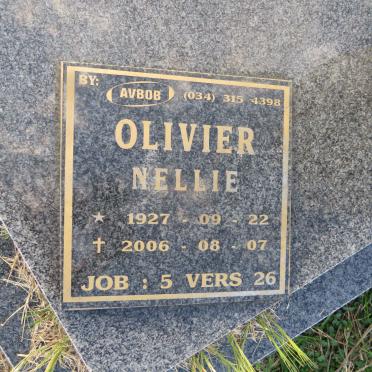 BY: AVBOB (034) 315 4398
OLIVIER
NELLIE
★ 1927 - 09 - 22
✝ 2006 - 08 - 07
JOB : 5 VERS 26